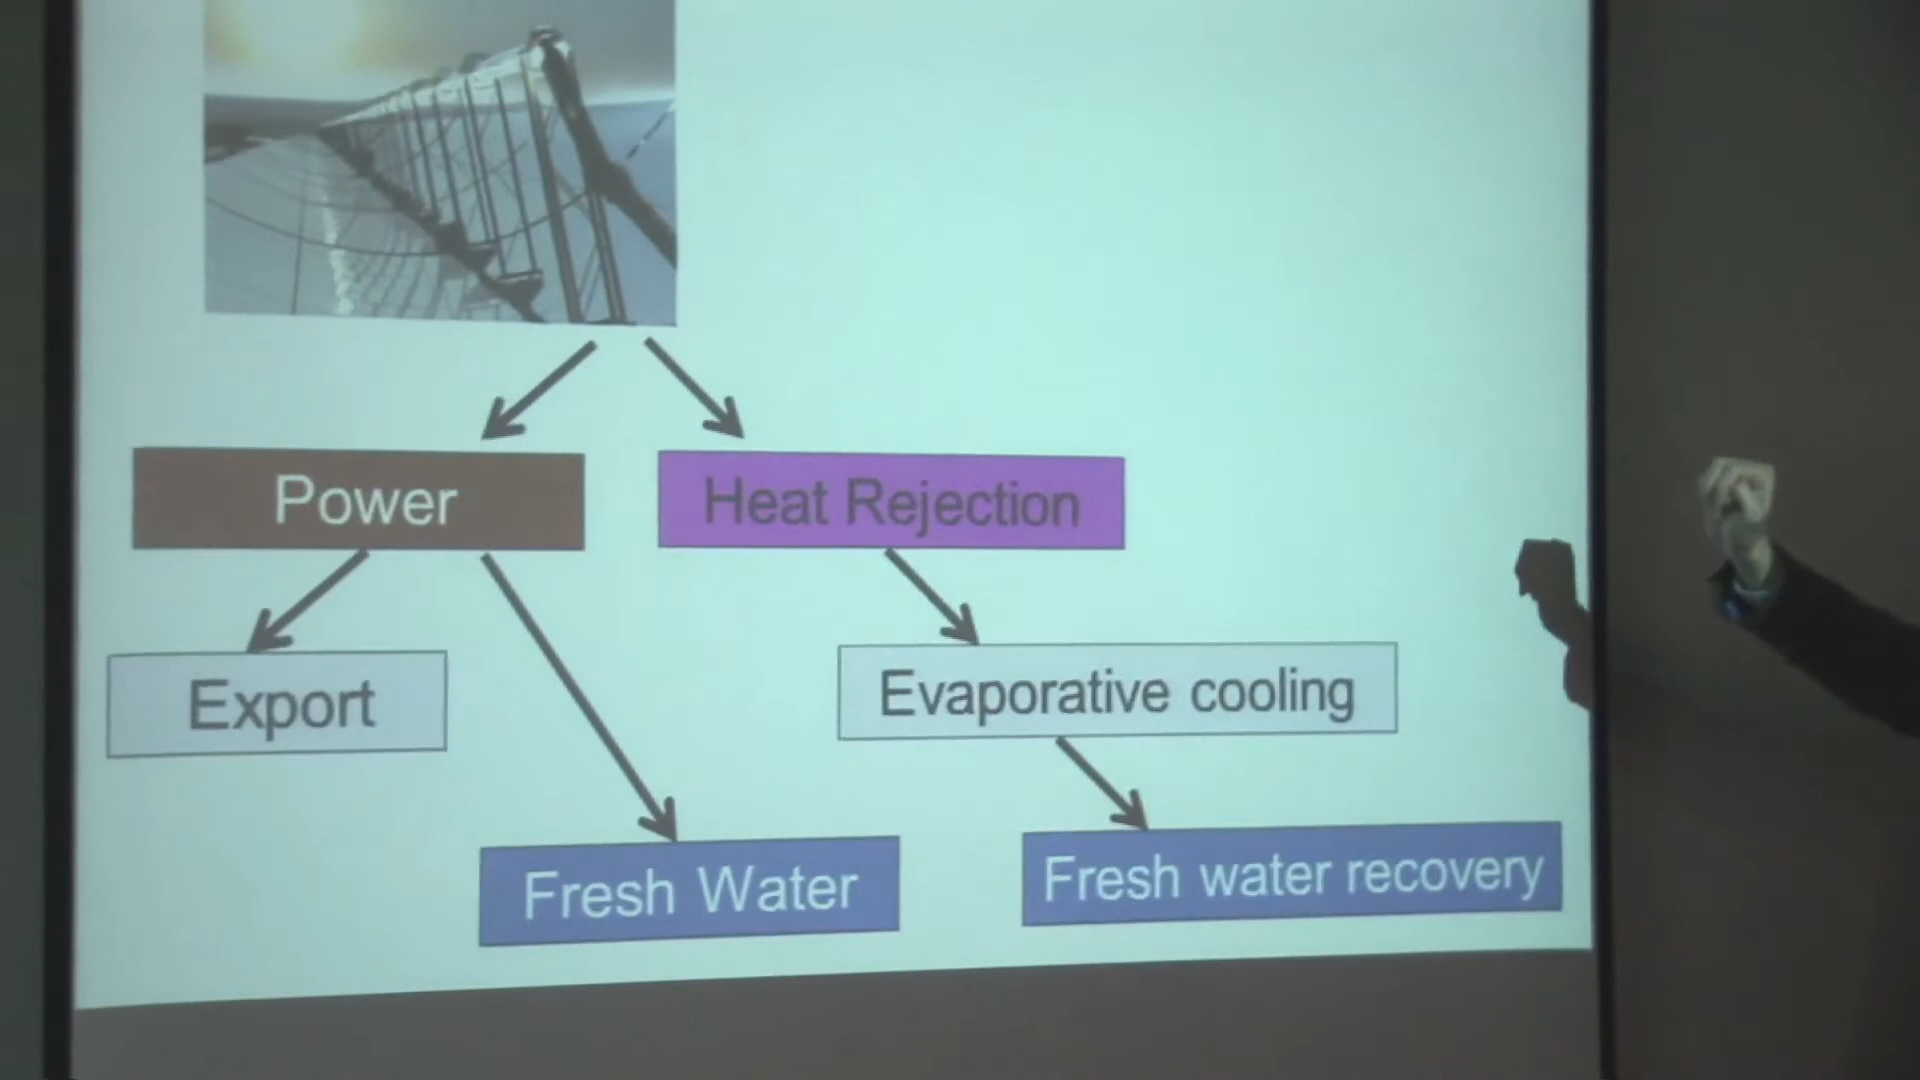 Power
Heat Rejection
Export
Evaporative cooling
Fresh Water
Fresh water recovery